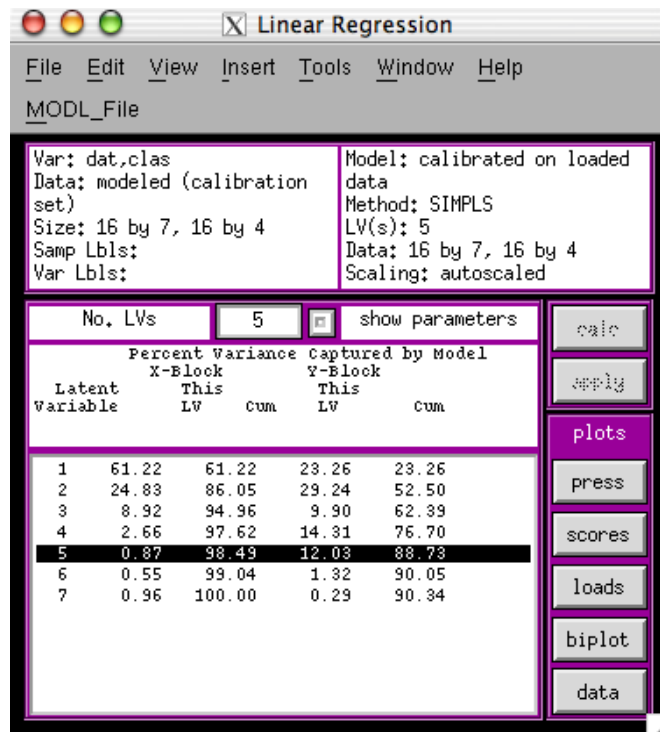 X Linear Regression
File Edit View Insert Tools Window Help
MODL_File
Var: dat,clas
Data: modeled (calibration
set)
Size: 16 by 7, 16 by 4
Samp Lbls:
Var Lbls:
Model: calibrated on loaded
data
Method: SIMPLS
LV(s): 5
Data: 16 by 7, 16 by 4
Scaling: autoscaled
No. LVs 5 show parameters
Percent Variance Captured by Model
X-Block Y-Block
Latent This This
Variable LV Cum LV Cum
1 61.22 61.22 23.26 23.26
2 24.83 86.05 29.24 52.50
3 8.92 94.96 9.90 62.39
4 2.66 97.62 14.31 76.70
5 0.87 98.49 12.03 88.73
6 0.55 99.04 1.32 90.05
7 0.96 100.00 0.29 90.34
calc
apply
plots
press
scores
loads
biplot
data